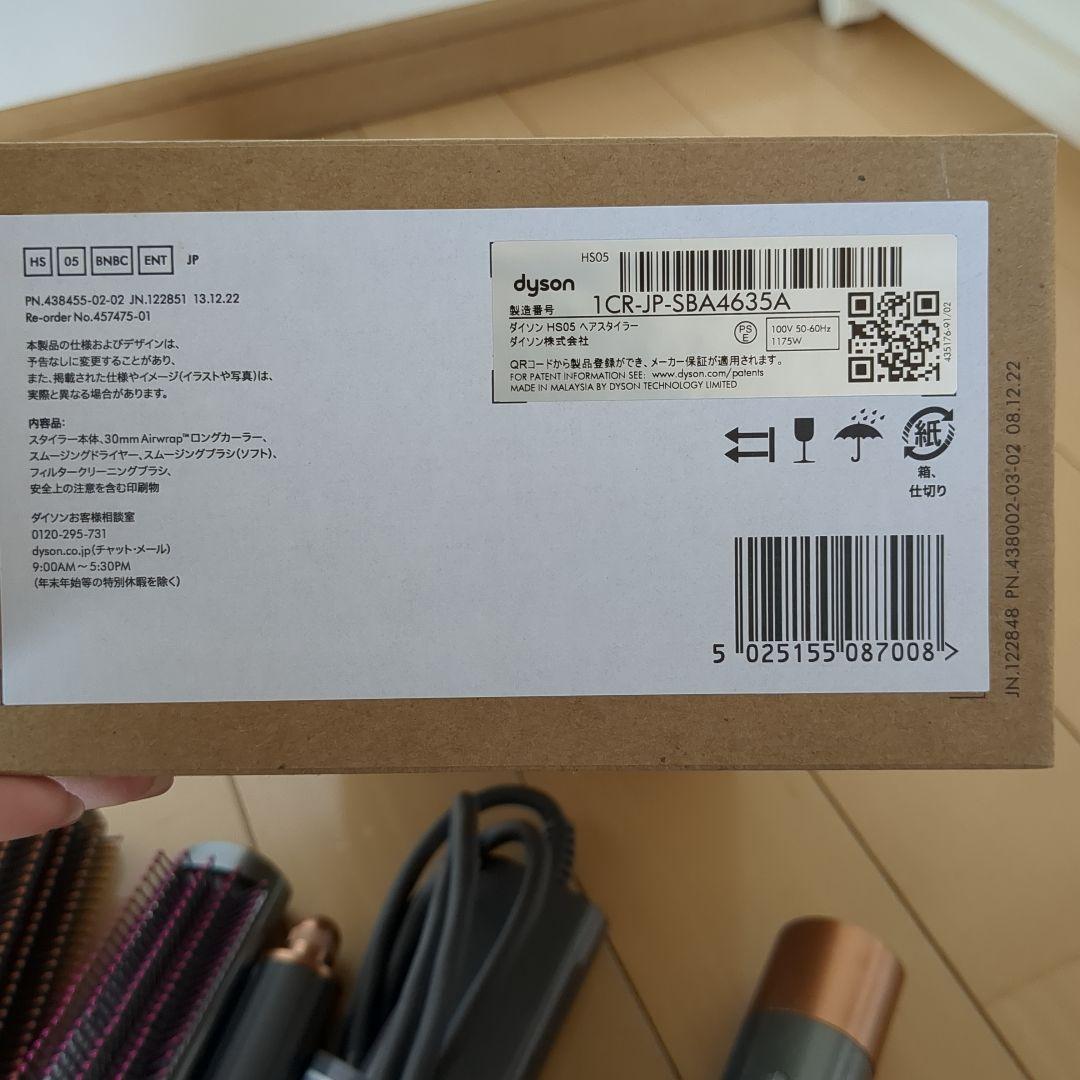 HS 05 BNBC ENT JP
PN.438455-02-02 JN.122851 13.12.22
Re-order No.457475-01
本製品の仕様およびデザインは、
予告なしに変更することがあり、
また、掲載された仕様やイメージ(イラストや写真)は、
実際と異なる場合があります。
内容品:
スタイラー本体、30mm Airwrap™ロングカーラー、
スムージングドライヤー、スムージングブラシ(ソフト)、
フィルタークリーニングブラシ、
安全上の注意を含む印刷物
ダイソンお客様相談室
0120-295-731
dyson.co.jp(チャット・メール)
9:00AM～5:30PM
(年末年始等の特別休暇を除く)
HS05
dyson
製造番号 1CR-JP-SBA4635A
ダイソン HS05 ヘアスタイラー
ダイソン株式会社
PS
E
100V 50-60Hz
1175W
QRコードから製品登録ができ、メーカー保証が適用されます。
FOR PATENT INFORMATION SEE: www.dyson.com/patents
MADE IN MALAYSIA BY DYSON TECHNOLOGY LIMITED
435176-91/02
紙
箱、
仕切り
5 025155 087008 >
JN.122848 PN.438002-03-02 08.12.22